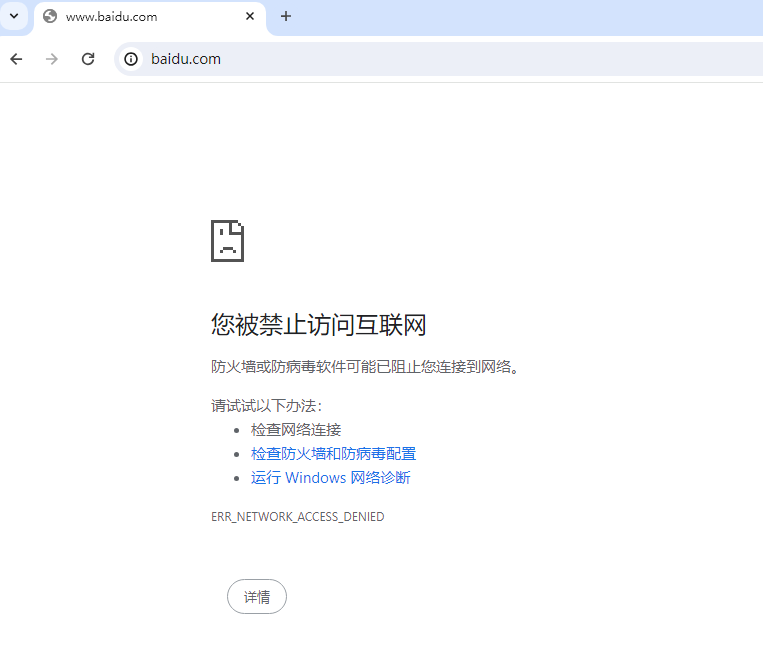 www.baidu.com
baidu.com
您被禁止访问互联网
防火墙或防病毒软件可能已阻止您连接到网络。
请试试以下办法：
检查网络连接
检查防火墙和防病毒配置
运行 Windows 网络诊断
ERR_NETWORK_ACCESS_DENIED
详情